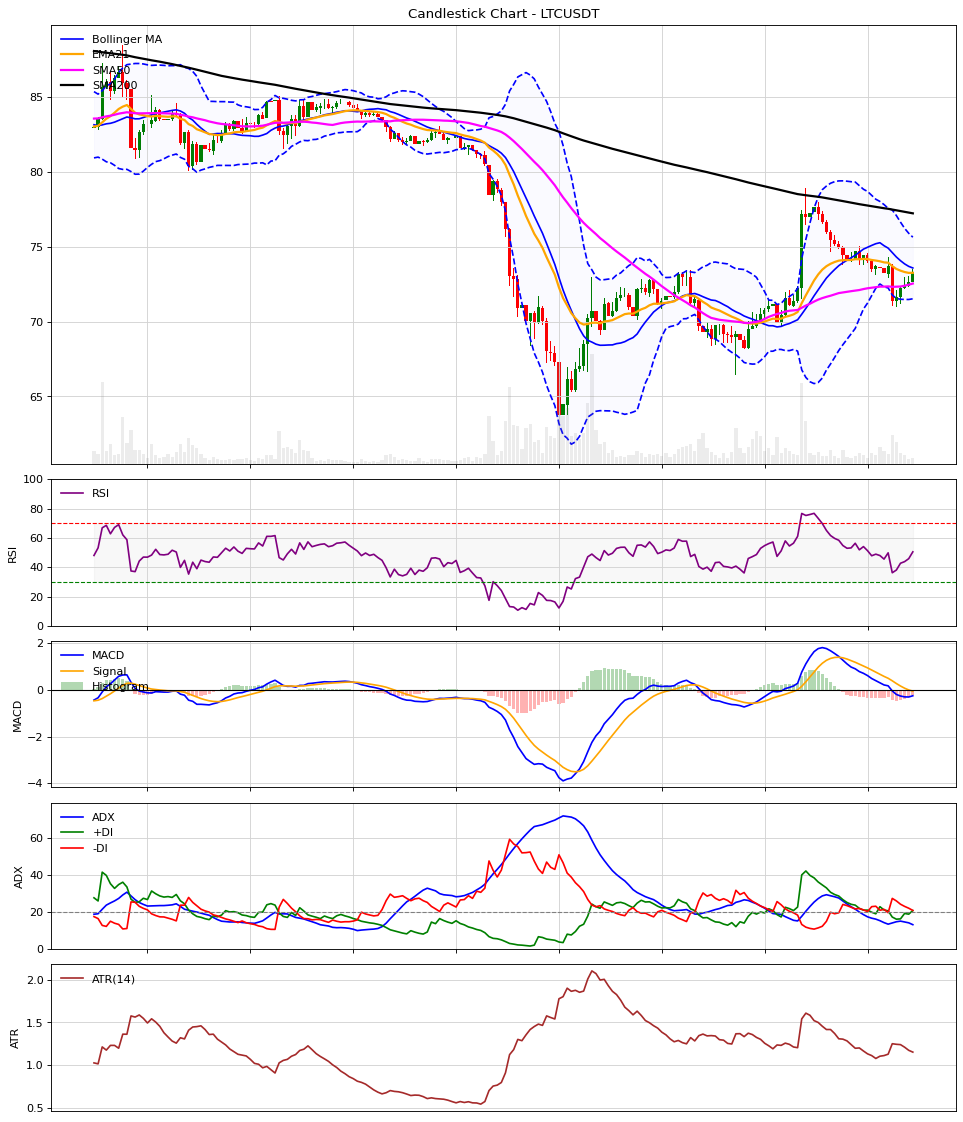 Candlestick Chart - LTCUSDT
Bollinger MA
EMA21
SMA50
SMA200
85
80
75
70
65
100
80
60
40
20
0
RSI
RSI
2
0
−2
−4
MACD
MACD
Signal
Histogram
60
40
20
0
ADX
ADX
+DI
-DI
2.0
1.5
1.0
0.5
ATR
ATR(14)